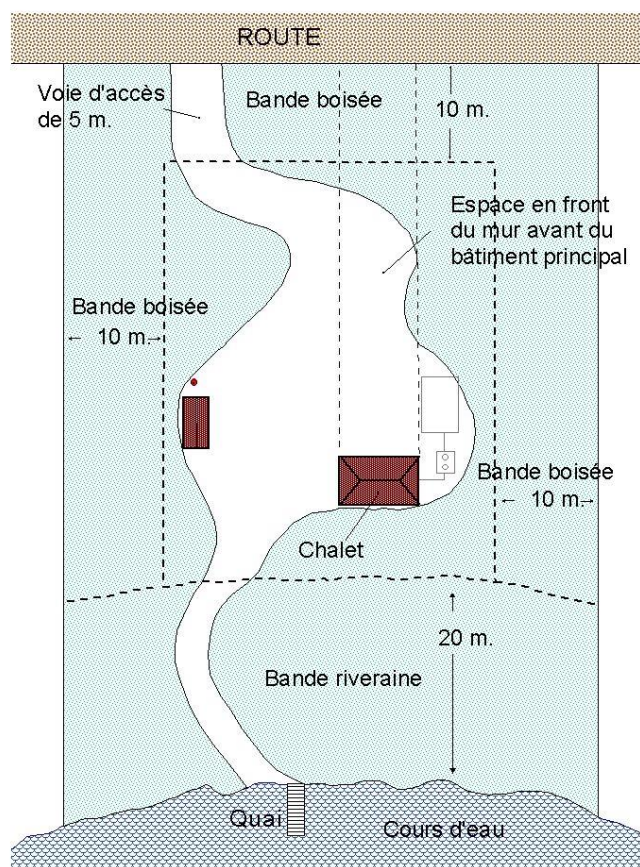 ROUTE
Voie d'accès
de 5 m.
Bande boisée
10 m.
Espace en front
du mur avant du
bâtiment principal
Bande boisée
10 m.
Bande boisée
10 m.
Chalet
20 m.
Bande riveraine
Quai
Cours d'eau